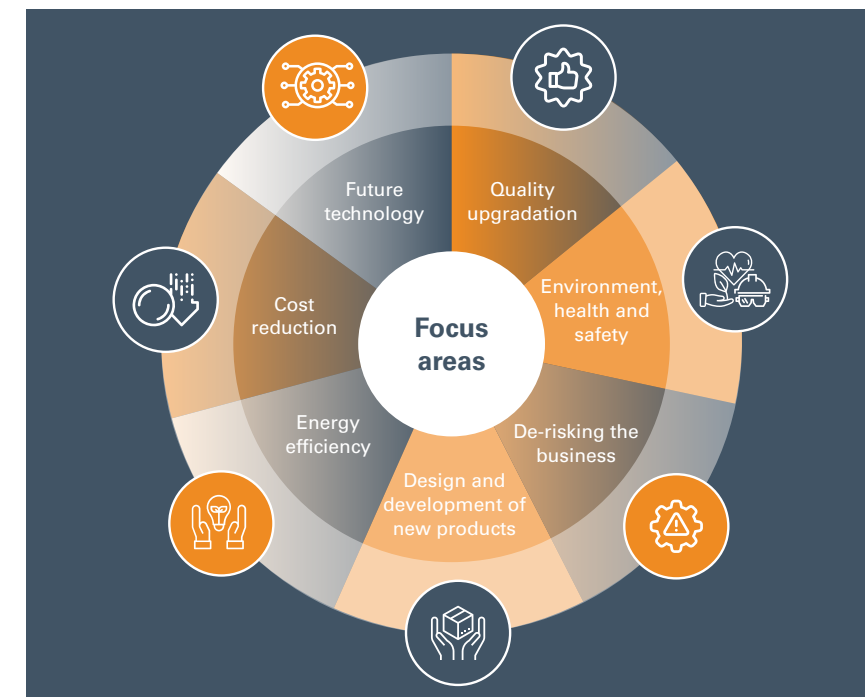 Focus
areas
Quality
upgradation
Environment,
health and
safety
De-risking the
business
Design and
development of
new products
Energy
efficiency
Cost
reduction
Future
technology